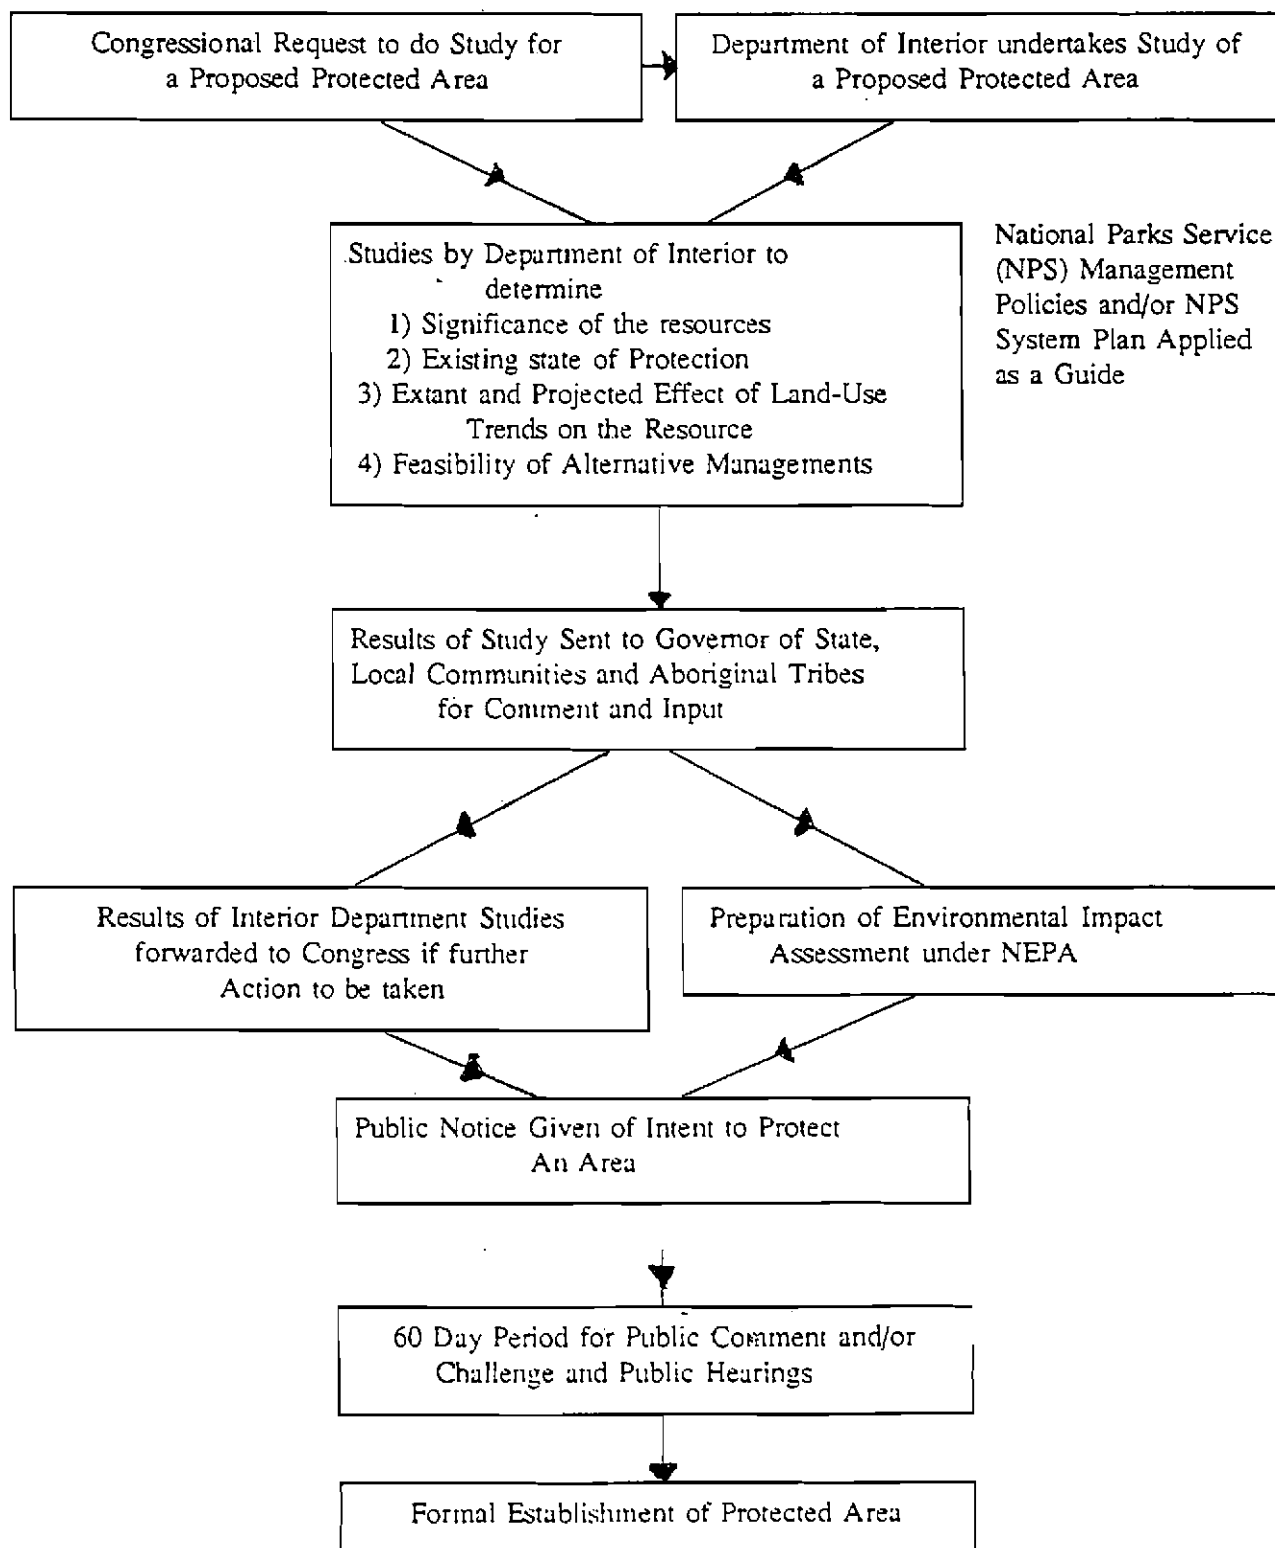 Congressional Request to do Study for
a Proposed Protected Area
Department of Interior undertakes Study of
a Proposed Protected Area
Studies by Department of Interior to
determine
1) Significance of the resources
2) Existing state of Protection
3) Extant and Projected Effect of Land-Use
Trends on the Resource
4) Feasibility of Alternative Managements
National Parks Service
(NPS) Management
Policies and/or NPS
System Plan Applied
as a Guide
Results of Study Sent to Governor of State,
Local Communities and Aboriginal Tribes
for Comment and Input
Results of Interior Department Studies
forwarded to Congress if further
Action to be taken
Preparation of Environmental Impact
Assessment under NEPA
Public Notice Given of Intent to Protect
An Area
60 Day Period for Public Comment and/or
Challenge and Public Hearings
Formal Establishment of Protected Area